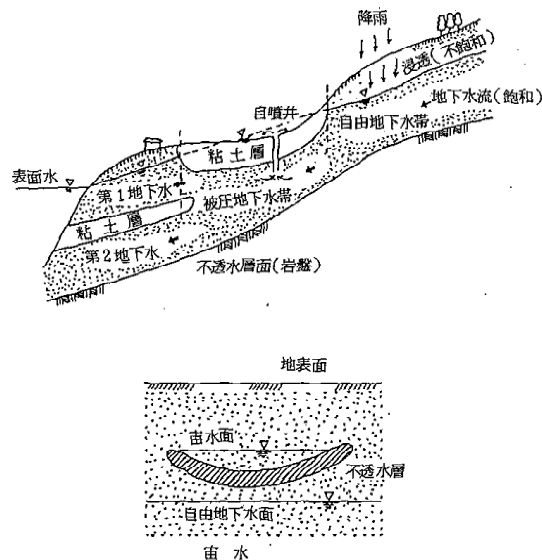 降雨
浸透(不飽和)
地下水流(飽和)
自噴井
自由地下水帯
粘土層
表面水
第1地下水
被圧地下水帯
粘土層
第2地下水
不透水層面(岩盤)
地表面
宙水面
不透水層
自由地下水面
宙水